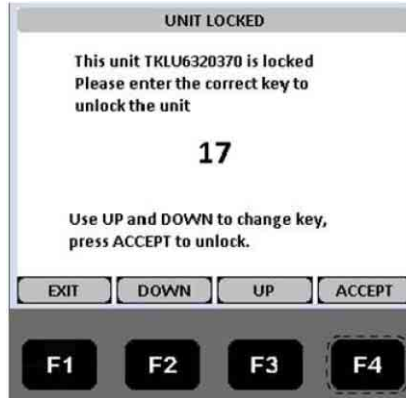 UNIT LOCKED
This unit TKLU6320370 is locked
Please enter the correct key to
unlock the unit
17
Use UP and DOWN to change key,
press ACCEPT to unlock.
EXIT DOWN UP ACCEPT
F1 F2 F3 F4